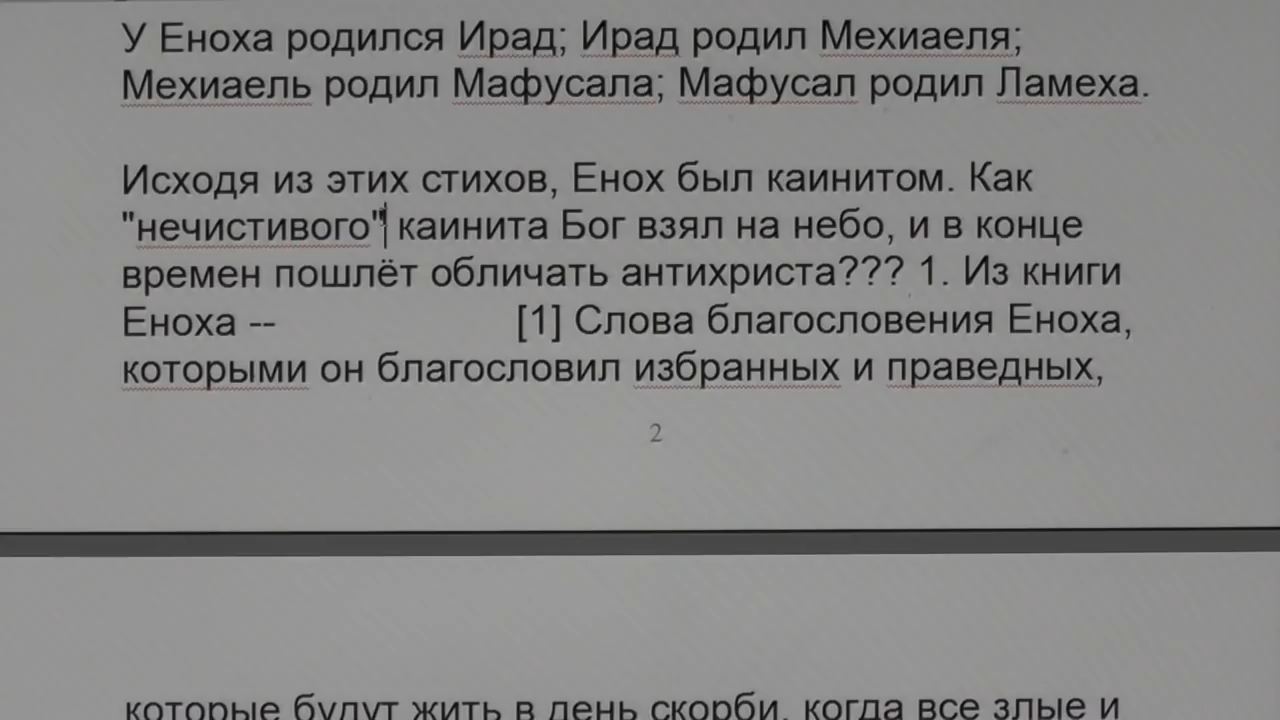 У Еноха родился Ирад; Ирад родил Мехиаеля;
Мехиаель родил Мафусала; Мафусал родил Ламеха.
Исходя из этих стихов, Енох был каинитом. Как
"нечистивого" каинита Бог взял на небо, и в конце
времен пошлёт обличать антихриста??? 1. Из книги
Еноха -- [1] Слова благословения Еноха,
которыми он благословил избранных и праведных,
2
которые будут жить в день скорби, когда все злые и